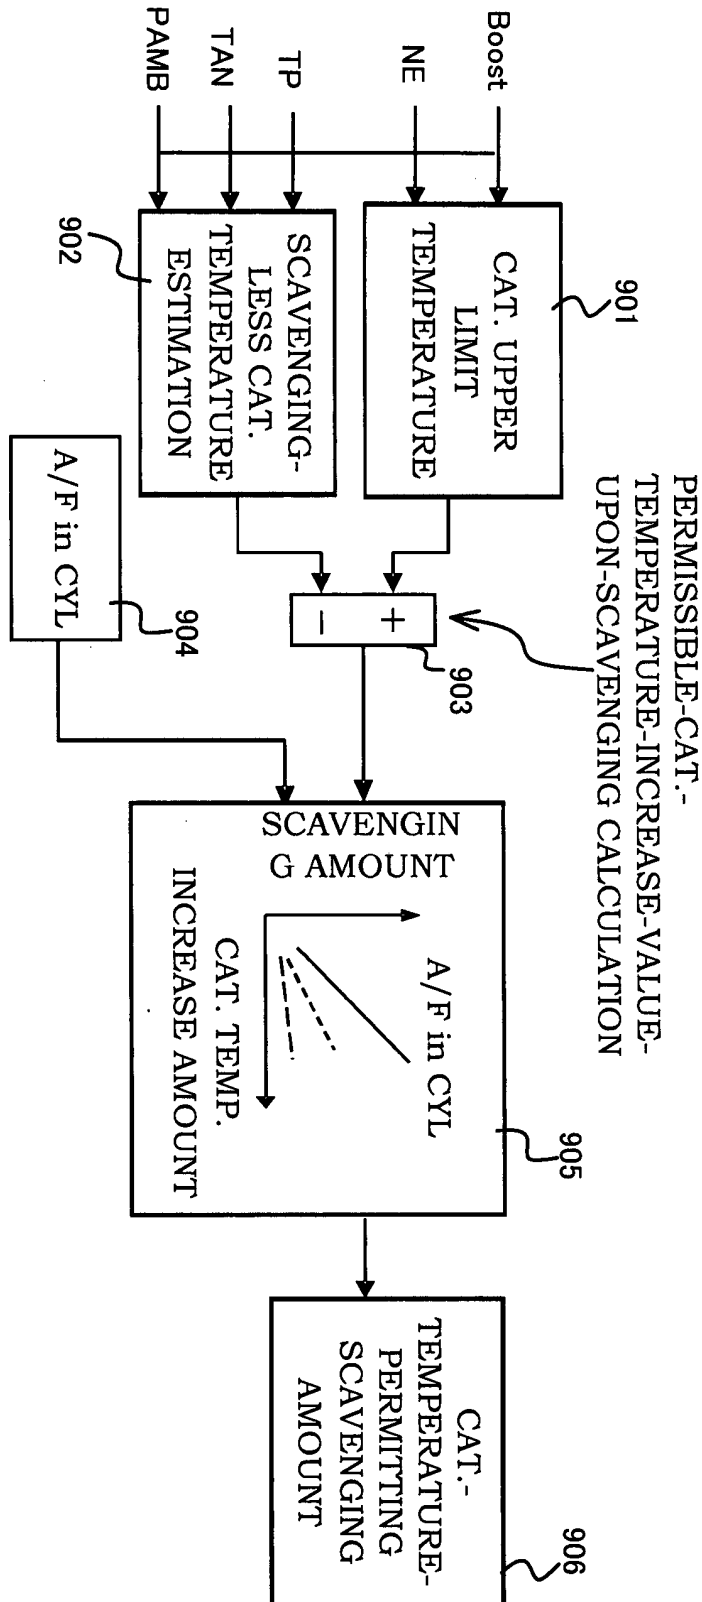 PERMISSIBLE-CAT.-
TEMPERATURE-INCREASE-VALUE-
UPON-SCAVENGING CALCULATION
Boost
NE
TP
TAN
PAMB
901
CAT. UPPER
LIMIT
TEMPERATURE
SCAVENGING-
LESS CAT.
TEMPERATURE
ESTIMATION
902
+
−
903
A/F in CYL
904
SCAVENGIN
G AMOUNT
A/F in CYL
CAT. TEMP.
INCREASE AMOUNT
905
CAT.-
TEMPERATURE-
PERMITTING
SCAVENGING
AMOUNT
906